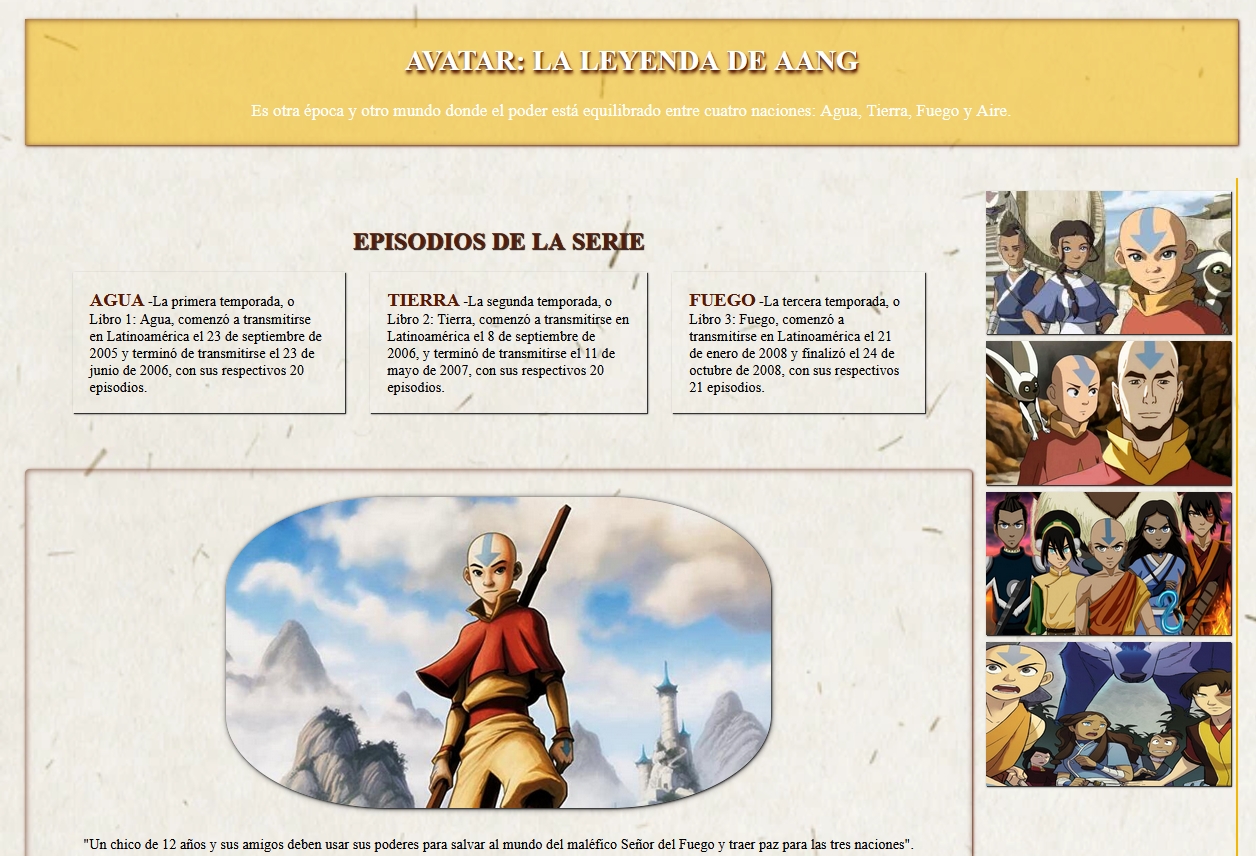 AVATAR: LA LEYENDA DE AANG
Es otra época y otro mundo donde el poder está equilibrado entre cuatro naciones: Agua, Tierra, Fuego y Aire.
EPISODIOS DE LA SERIE
AGUA -La primera temporada, o
Libro 1: Agua, comenzó a transmitirse
en Latinoamérica el 23 de septiembre de
2005 y terminó de transmitirse el 23 de
junio de 2006, con sus respectivos 20
episodios.
TIERRA -La segunda temporada, o
Libro 2: Tierra, comenzó a transmitirse en
Latinoamérica el 8 de septiembre de
2006, y terminó de transmitirse el 11 de
mayo de 2007, con sus respectivos 20
episodios.
FUEGO -La tercera temporada, o
Libro 3: Fuego, comenzó a
transmitirse en Latinoamérica el 21
de enero de 2008 y finalizó el 24 de
octubre de 2008, con sus respectivos
21 episodios.
"Un chico de 12 años y sus amigos deben usar sus poderes para salvar al mundo del maléfico Señor del Fuego y traer paz para las tres naciones".